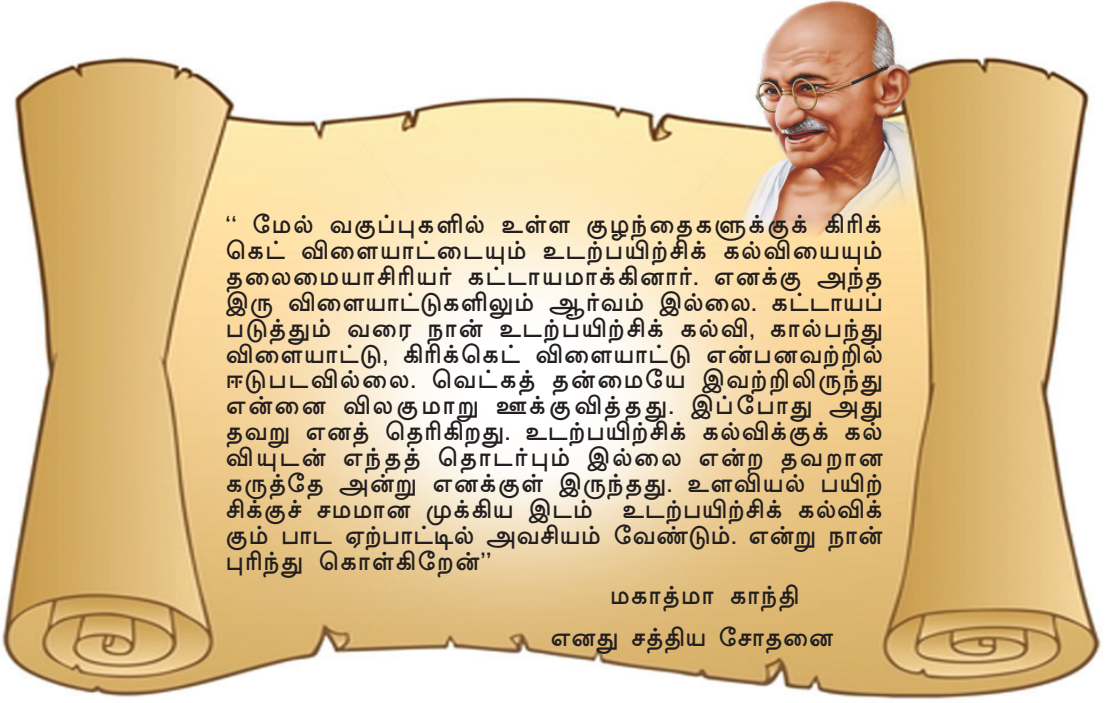 ‘‘ மேல் வகுப்புகளில் உள்ள குழந்தைகளுக்குக் கிரிக்
கெட் விளையாட்டையும் உடற்பயிற்சிக் கல்வியையும்
தலைமையாசிரியர் கட்டாயமாக்கினார். எனக்கு அந்த
இரு விளையாட்டுகளிலும் ஆர்வம் இல்லை. கட்டாயப்
படுத்தும் வரை நான் உடற்பயிற்சிக் கல்வி, கால்பந்து
விளையாட்டு, கிரிக்கெட் விளையாட்டு என்பனவற்றில்
ஈடுபடவில்லை. வெட்கத் தன்மையே இவற்றிலிருந்து
என்னை விலகுமாறு ஊக்குவித்தது. இப்போது அது
தவறு எனத் தெரிகிறது. உடற்பயிற்சிக் கல்விக்குக் கல்
வியுடன் எந்தத் தொடர்பும் இல்லை என்ற தவறான
கருத்தே அன்று எனக்குள் இருந்தது. உளவியல் பயிற்
சிக்குச் சமமான முக்கிய இடம் உடற்பயிற்சிக் கல்விக்
கும் பாட ஏற்பாட்டில் அவசியம் வேண்டும். என்று நான்
புரிந்து கொள்கிறேன்’’
மகாத்மா காந்தி
எனது சத்திய சோதனை